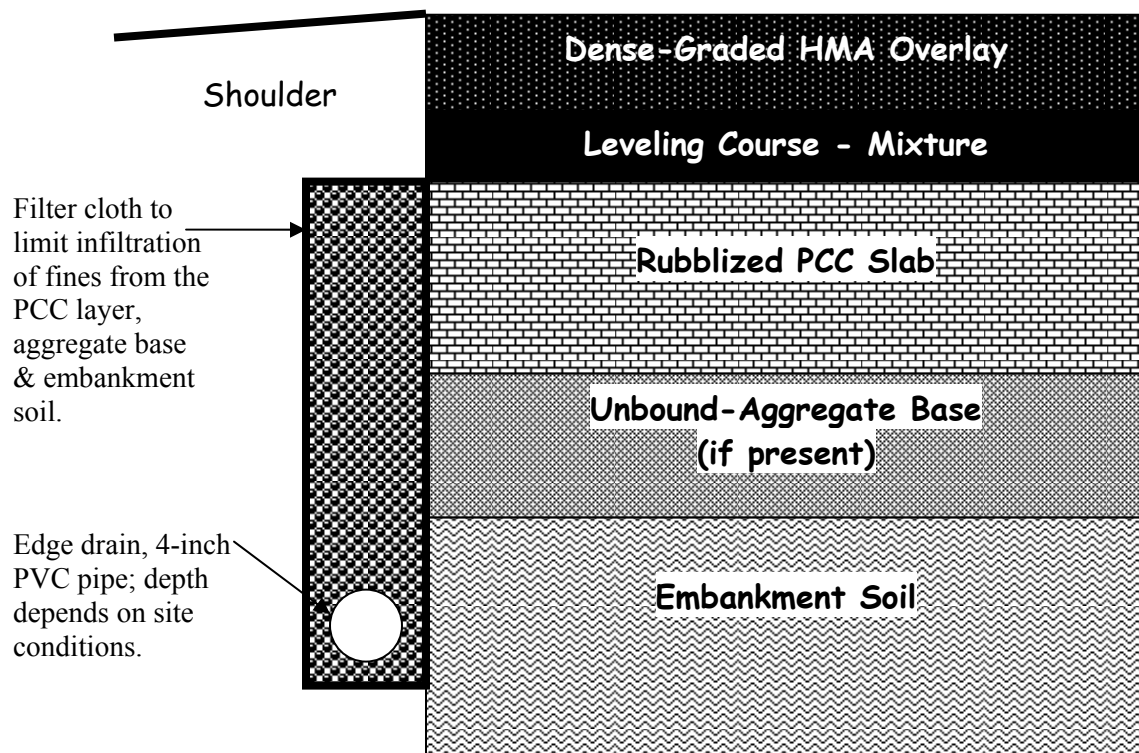 Dense-Graded HMA Overlay
Shoulder
Leveling Course - Mixture
Filter cloth to
limit infiltration
of fines from the
PCC layer,
aggregate base
& embankment
soil.
Rubblized PCC Slab
Unbound-Aggregate Base
(if present)
Edge drain, 4-inch
PVC pipe; depth
depends on site
conditions.
Embankment Soil